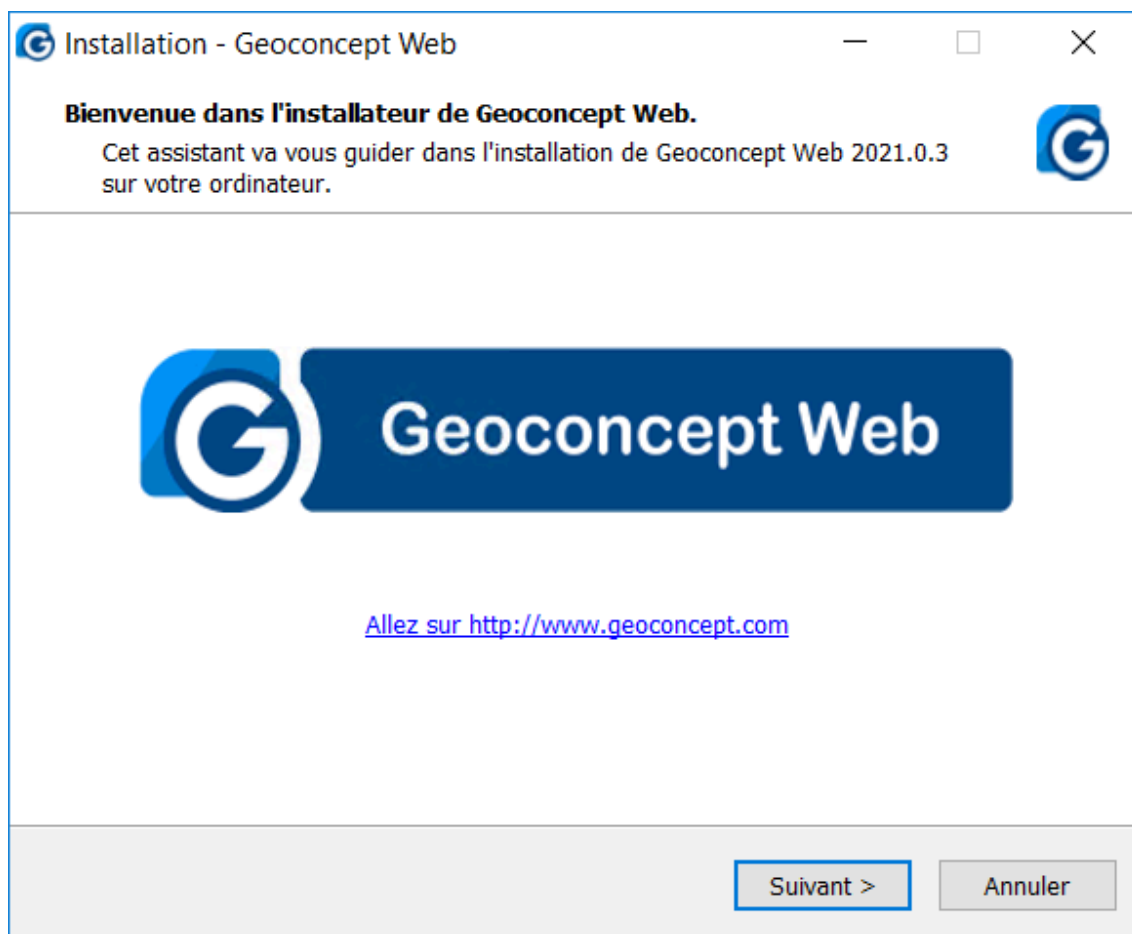 Installation - Geoconcept Web
Bienvenue dans l'installateur de Geoconcept Web.
Cet assistant va vous guider dans l'installation de Geoconcept Web 2021.0.3
sur votre ordinateur.
Geoconcept Web
Allez sur http://www.geoconcept.com
Suivant >
Annuler